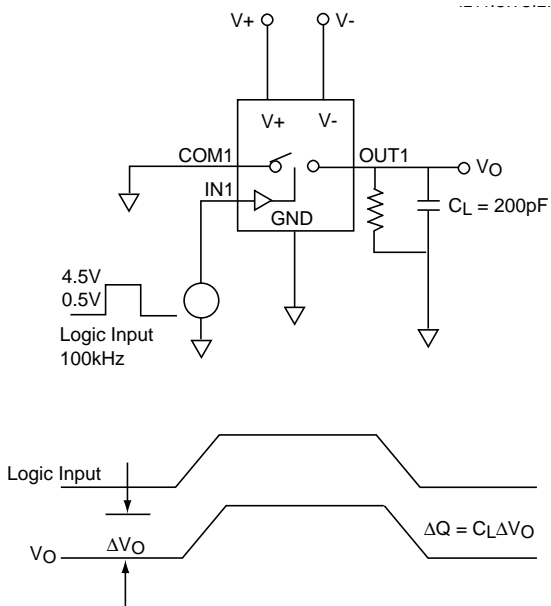 V+ V-
V+ V-
COM1 OUT1 VO
IN1
GND CL = 200pF
4.5V
0.5V
Logic Input
100kHz
Logic Input
ΔQ = CLΔVO
VO ΔVO